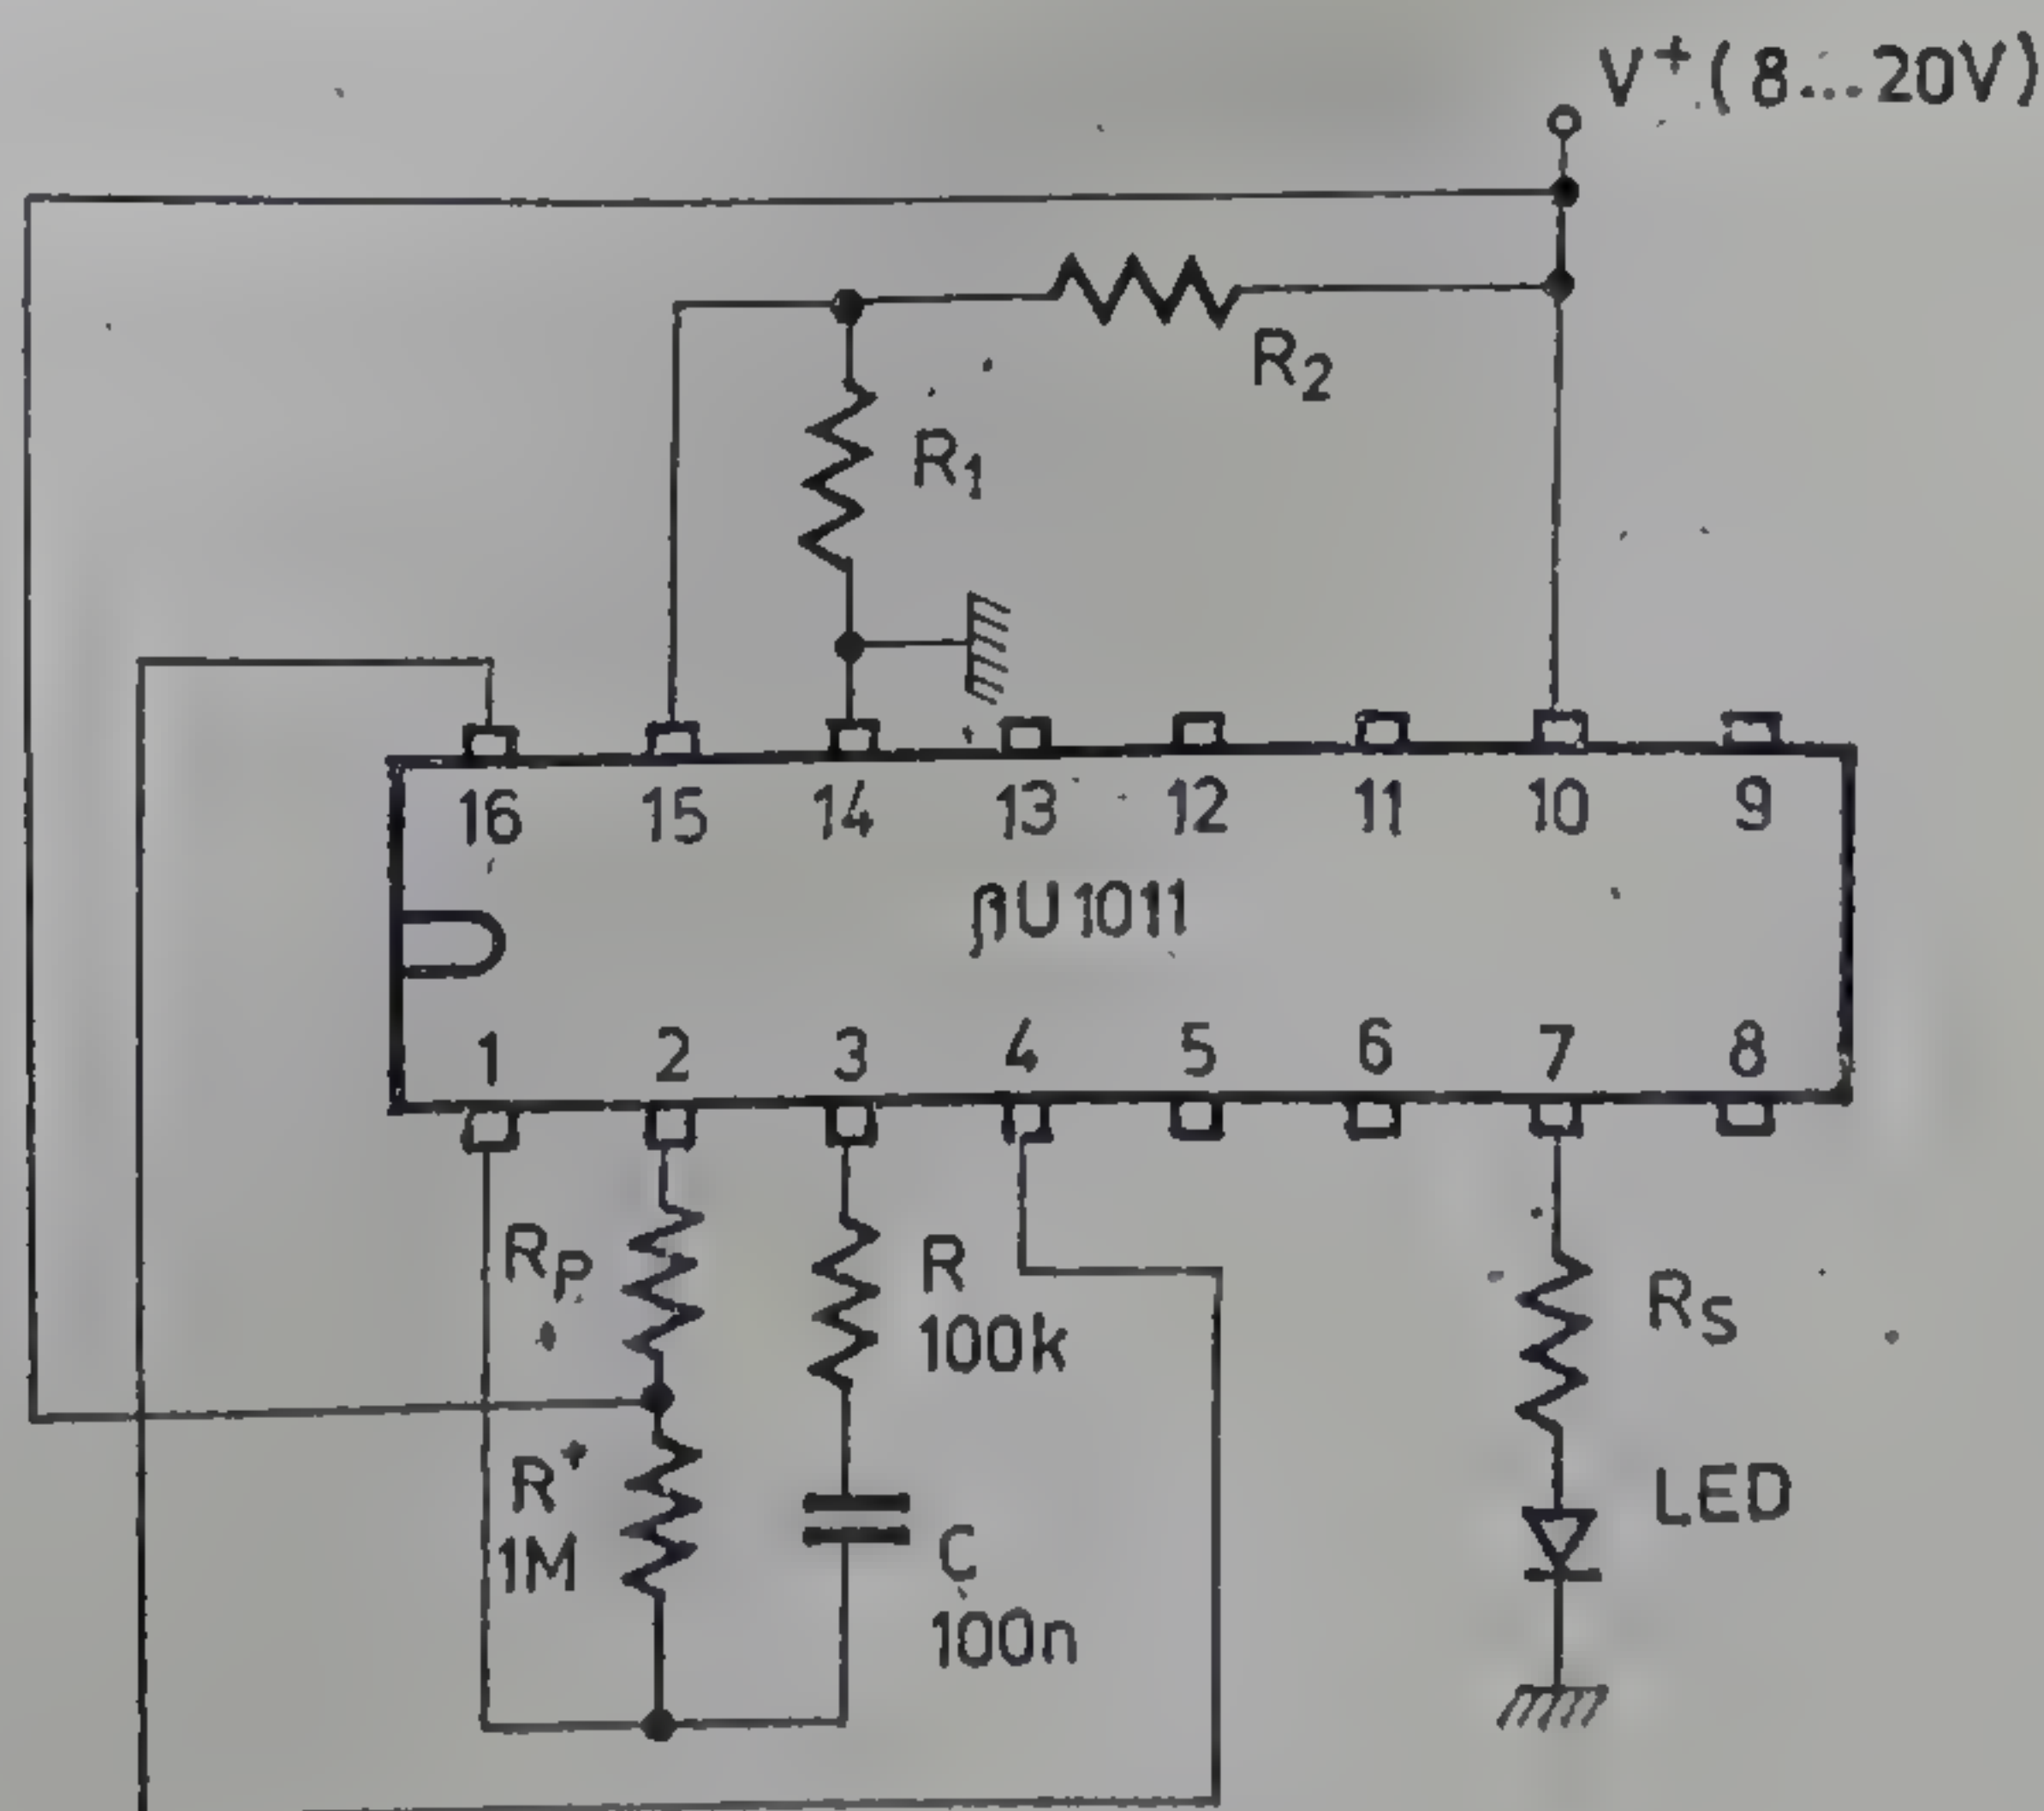 V+(8...20V)
R2
R1
16 15 14 13 12 11 10 9
βU1011
1 2 3 4 5 6 7 8
Rp
R
100k
RS
R+
1M
LED
C
100n